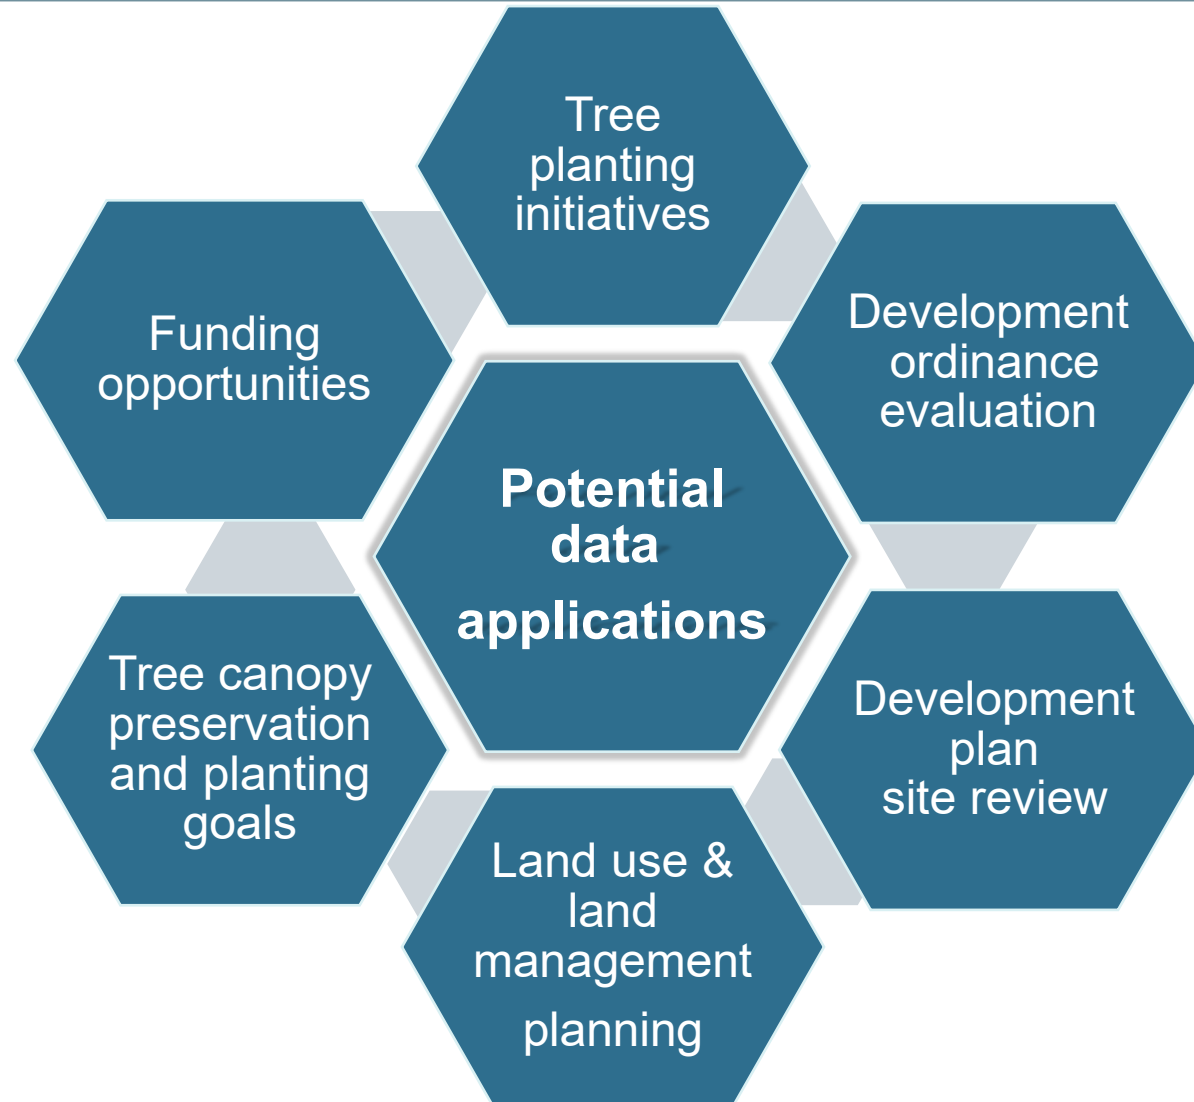 Tree
planting
initiatives
Development
ordinance
evaluation
Development
plan
site review
Land use &
land
management
planning
Tree canopy
preservation
and planting
goals
Funding
opportunities
Potential
data
applications